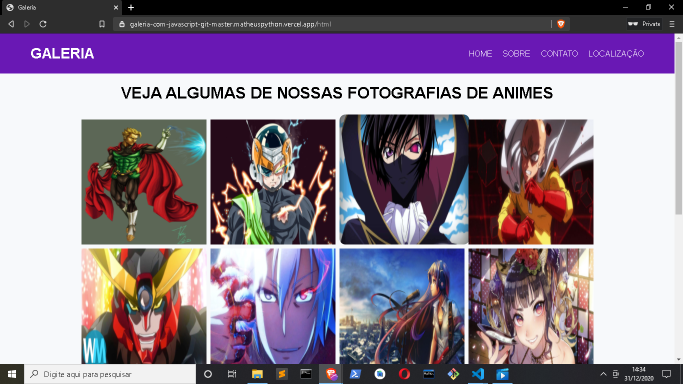 Galeria
galeria-com-javascript-git-master.matheuspython.vercel.app/html
Private
GALERIA
HOME SOBRE CONTATO LOCALIZAÇÃO
VEJA ALGUMAS DE NOSSAS FOTOGRAFIAS DE ANIMES
Digite aqui para pesquisar
14:34
31/12/2020